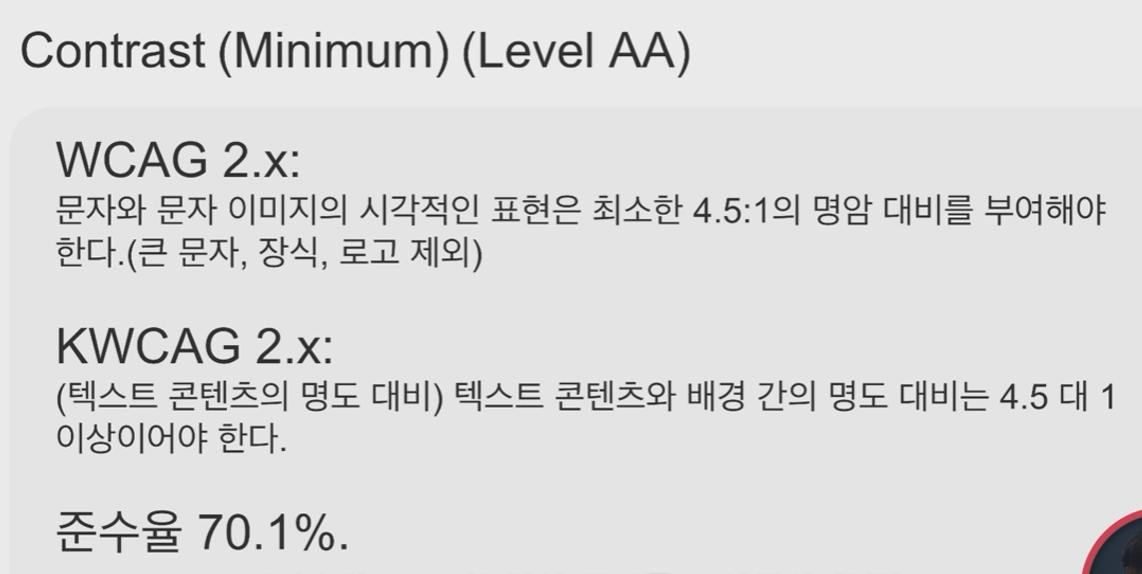 Contrast (Minimum) (Level AA)
WCAG 2.x:
문자와 문자 이미지의 시각적인 표현은 최소한 4.5:1의 명암 대비를 부여해야
한다.(큰 문자, 장식, 로고 제외)
KWCAG 2.x:
(텍스트 콘텐츠의 명도 대비) 텍스트 콘텐츠와 배경 간의 명도 대비는 4.5 대 1
이상이어야 한다.
준수율 70.1%.